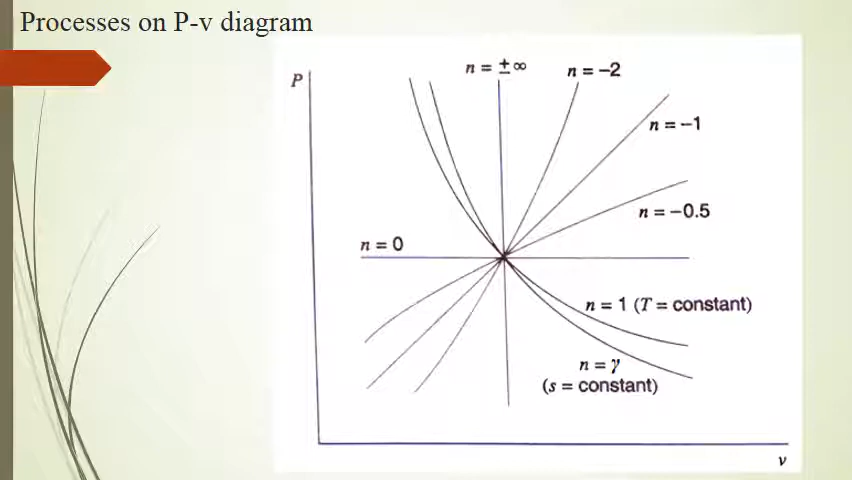 Processes on P-v diagram
P
n = ±∞
n = −2
n = −1
n = −0.5
n = 0
n = 1 (T = constant)
n = γ
(s = constant)
v